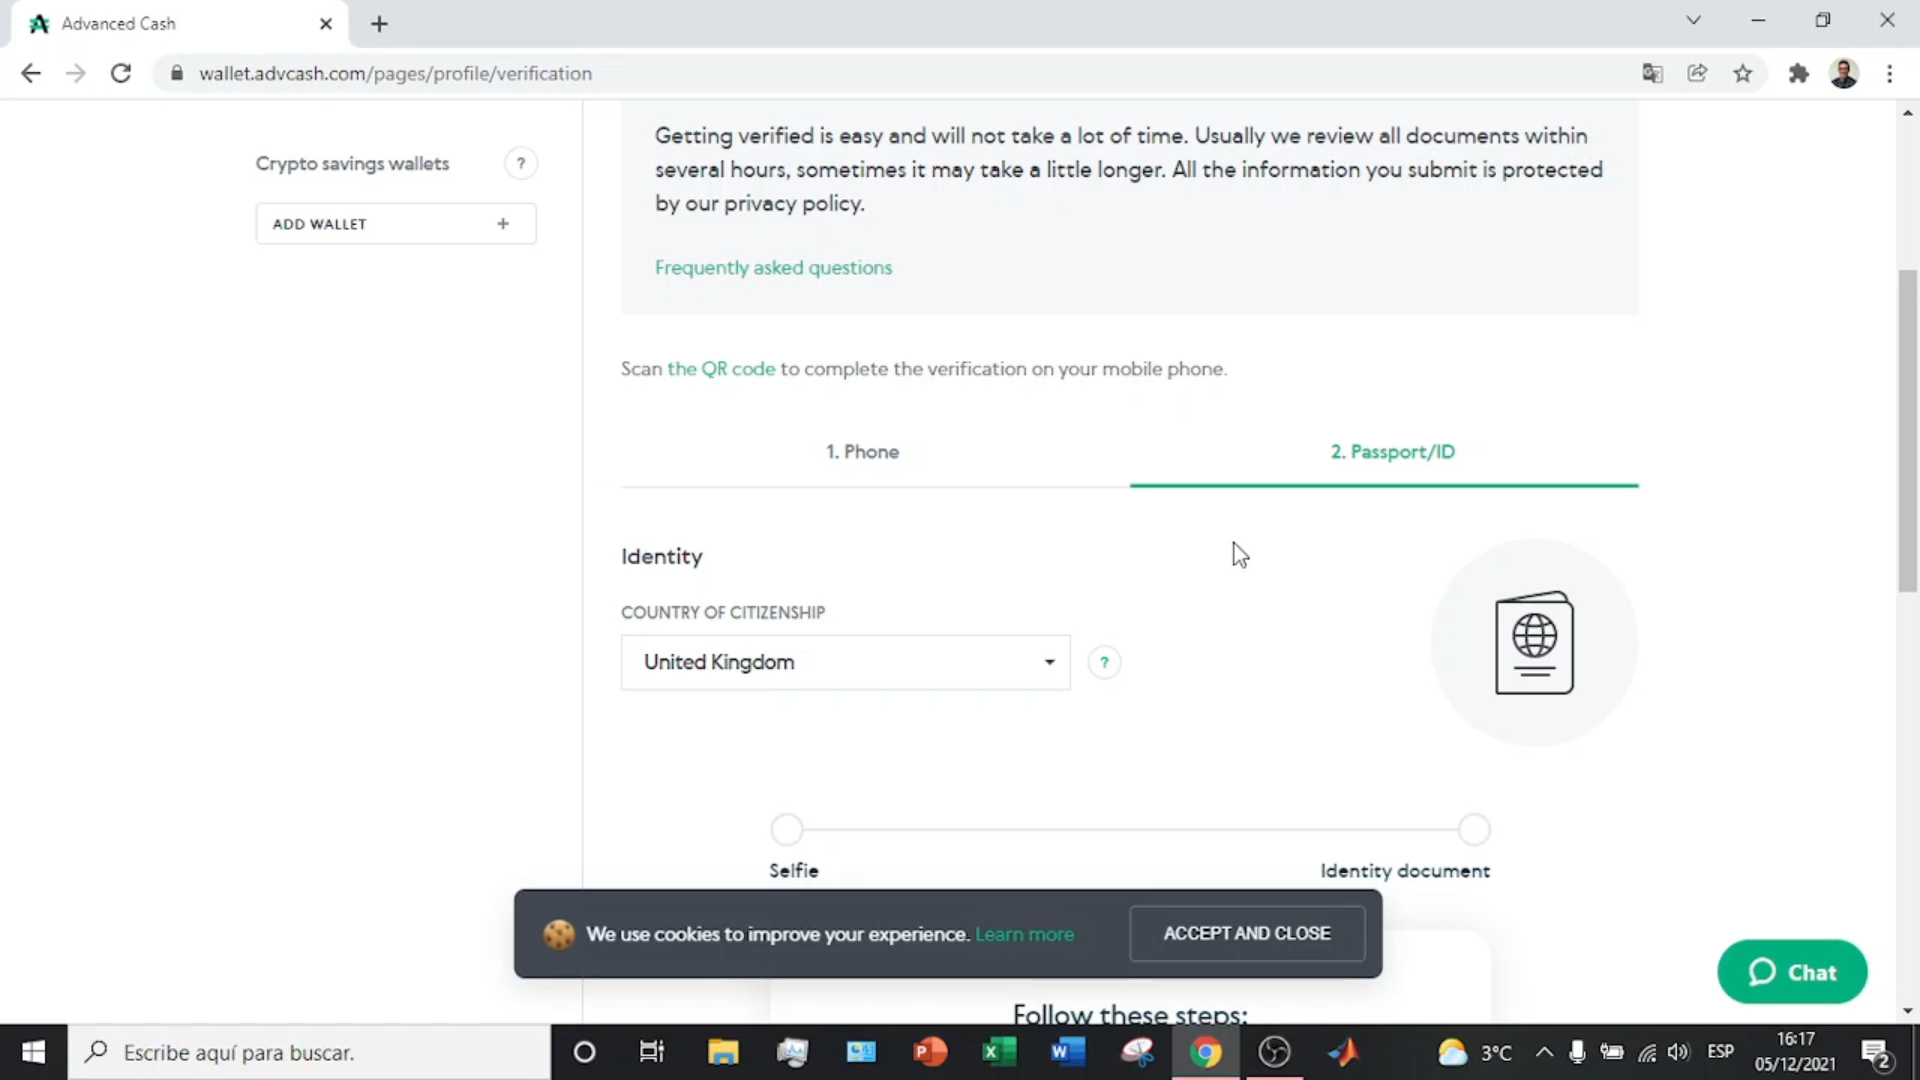 Advanced Cash
wallet.advcash.com/pages/profile/verification
Crypto savings wallets ?
ADD WALLET +
Getting verified is easy and will not take a lot of time. Usually we review all documents within
several hours, sometimes it may take a little longer. All the information you submit is protected
by our privacy policy.
Frequently asked questions
Scan the QR code to complete the verification on your mobile phone.
1. Phone
2. Passport/ID
Identity
COUNTRY OF CITIZENSHIP
United Kingdom
?
Selfie
Identity document
We use cookies to improve your experience. Learn more
ACCEPT AND CLOSE
Chat
Follow these steps:
Escribe aquí para buscar.
3°C
ESP
16:17
05/12/2021
2